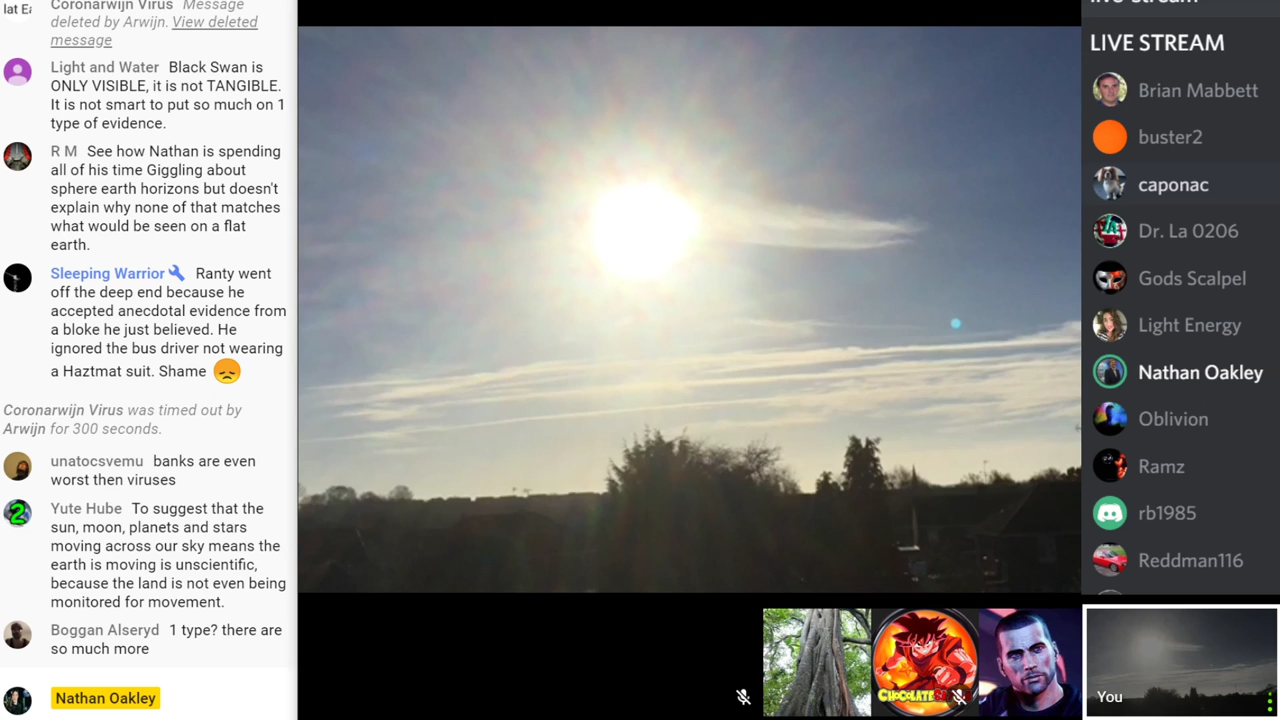 Coronarwijn Virus Message
deleted by Arwijn. View deleted
message
Light and Water Black Swan is
ONLY VISIBLE, it is not TANGIBLE.
It is not smart to put so much on 1
type of evidence.
R M See how Nathan is spending
all of his time Giggling about
sphere earth horizons but doesn't
explain why none of that matches
what would be seen on a flat
earth.
Sleeping Warrior Ranty went
off the deep end because he
accepted anecdotal evidence from
a bloke he just believed. He
ignored the bus driver not wearing
a Haztmat suit. Shame
Coronarwijn Virus was timed out by
Arwijn for 300 seconds.
unatocsvemu banks are even
worst then viruses
2
Yute Hube To suggest that the
sun, moon, planets and stars
moving across our sky means the
earth is moving is unscientific,
because the land is not even being
monitored for movement.
Boggan Alseryd 1 type? there are
so much more
Nathan Oakley
live-stream
LIVE STREAM
Brian Mabbett
buster2
caponac
Dr. La 0206
Gods Scalpel
Light Energy
Nathan Oakley
Oblivion
Ramz
rb1985
Reddman116
You